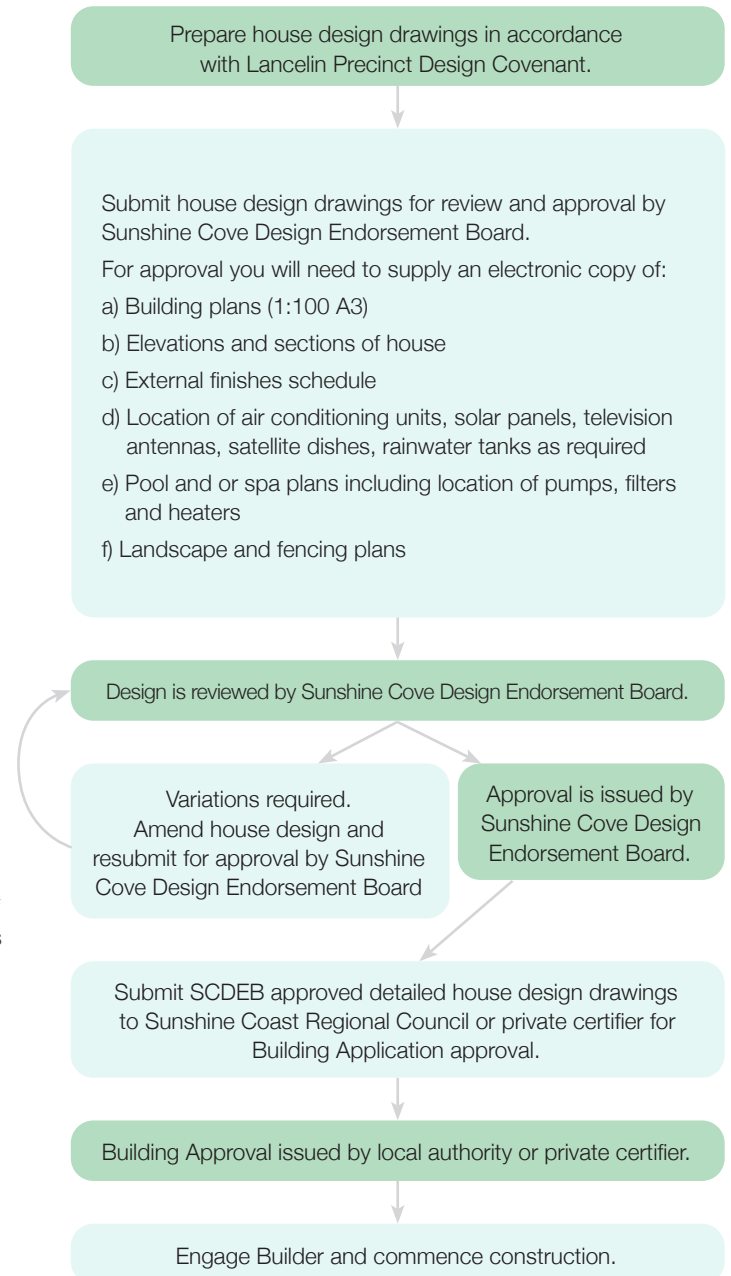 Prepare house design drawings in accordance
with Lancelin Precinct Design Covenant.
Submit house design drawings for review and approval by
Sunshine Cove Design Endorsement Board.
For approval you will need to supply an electronic copy of:
a) Building plans (1:100 A3)
b) Elevations and sections of house
c) External finishes schedule
d) Location of air conditioning units, solar panels, television
antennas, satellite dishes, rainwater tanks as required
e) Pool and or spa plans including location of pumps, filters
and heaters
f) Landscape and fencing plans
Design is reviewed by Sunshine Cove Design Endorsement Board.
Variations required.
Amend house design and
resubmit for approval by Sunshine
Cove Design Endorsement Board
Approval is issued by
Sunshine Cove Design
Endorsement Board.
Submit SCDEB approved detailed house design drawings
to Sunshine Coast Regional Council or private certifier for
Building Application approval.
Building Approval issued by local authority or private certifier.
Engage Builder and commence construction.